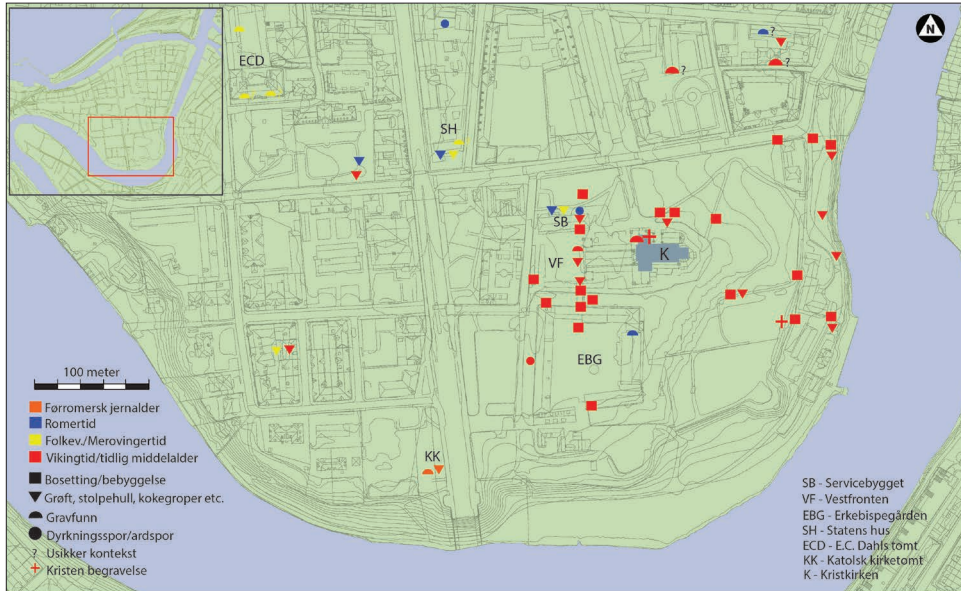 N
?
ECD
?
?
SH
SB
VF
K
EBG
100 meter
Førromersk jernalder
Romertid
Folkev./Merovingertid
Vikingtid/tidlig middelalder
Bosetting/bebyggelse
Grøft, stolpehull, kokegroper etc.
Gravfunn
Dyrkningsspor/ardspor
? Usikker kontekst
Kristen begravelse
KK
SB - Servicebygget
VF - Vestfronten
EBG - Erkebispegården
SH - Statens hus
ECD - E.C. Dahls tomt
KK - Katolsk kirketomt
K - Kristkirken